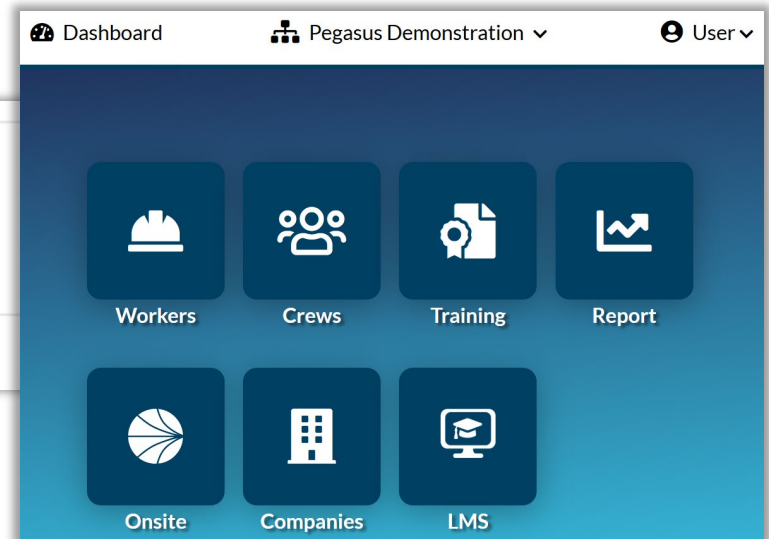 Dashboard Pegasus Demonstration User
Workers Crews Training Report
Onsite Companies LMS